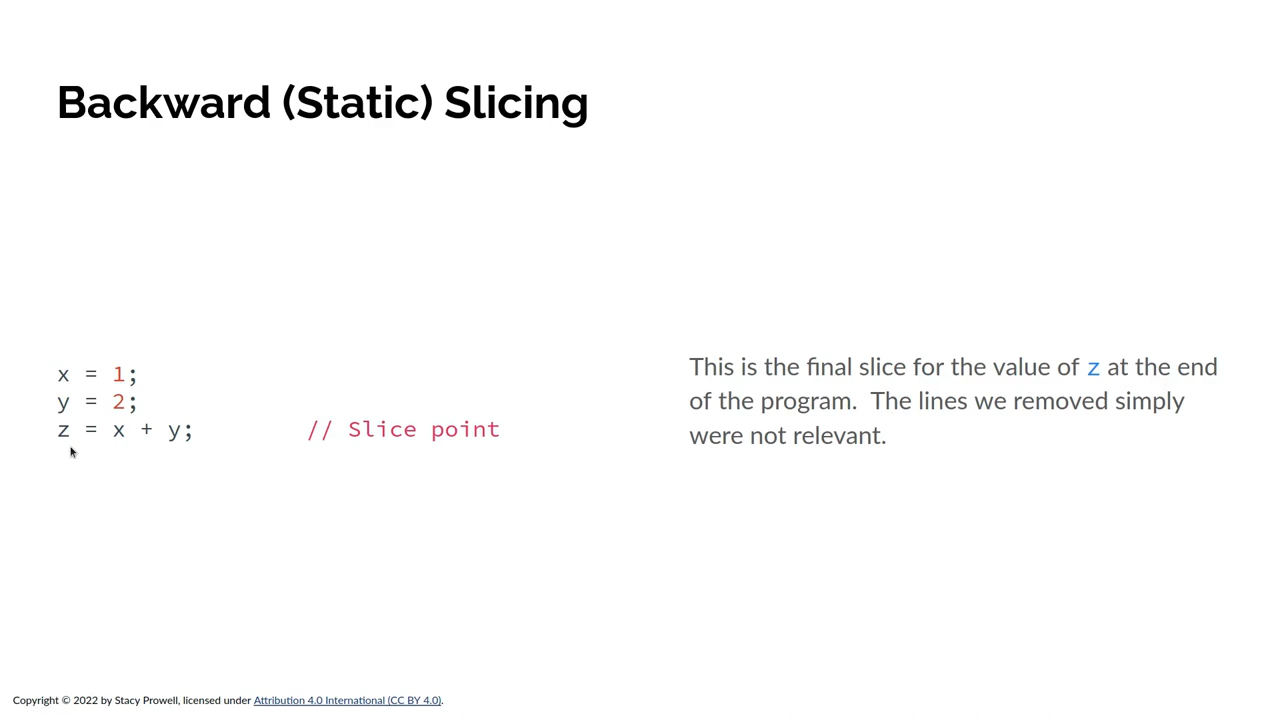 Backward (Static) Slicing
x = 1;
y = 2;
z = x + y; // Slice point
This is the final slice for the value of z at the end
of the program. The lines we removed simply
were not relevant.
Copyright © 2022 by Stacy Prowell, licensed under Attribution 4.0 International (CC BY 4.0).